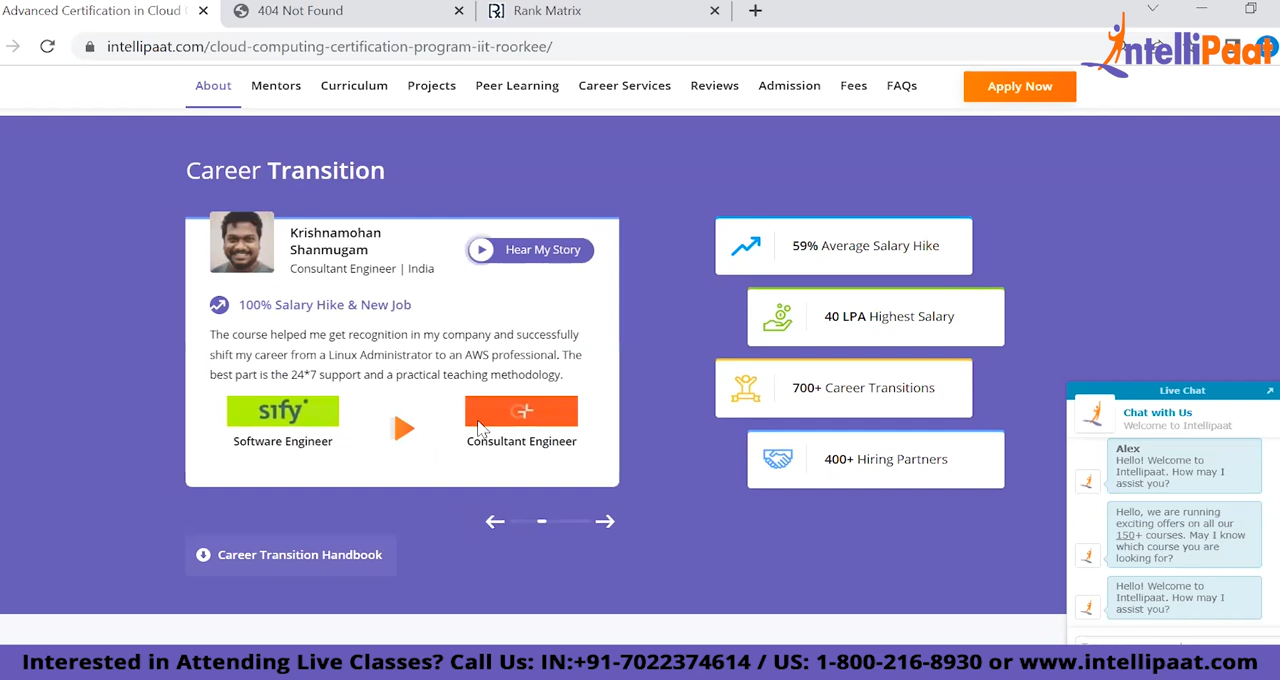 Advanced Certification in Cloud
404 Not Found
Rank Matrix
intellipaat.com/cloud-computing-certification-program-iit-roorkee/
IntelliPaat
About
Mentors
Curriculum
Projects
Peer Learning
Career Services
Reviews
Admission
Fees
FAQs
Apply Now
Career Transition
Krishnamohan
Shanmugam
Consultant Engineer | India
Hear My Story
100% Salary Hike & New Job
The course helped me get recognition in my company and successfully
shift my career from a Linux Administrator to an AWS professional. The
best part is the 24*7 support and a practical teaching methodology.
sify
Software Engineer
G+
Consultant Engineer
Career Transition Handbook
59% Average Salary Hike
40 LPA Highest Salary
700+ Career Transitions
400+ Hiring Partners
Live Chat
Chat with Us
Welcome to Intellipaat
Alex
Hello! Welcome to
Intellipaat. How may I
assist you?
Hello, we are running
exciting offers on all our
150+ courses. May I know
which course you are
looking for?
Hello! Welcome to
Intellipaat. How may I
assist you?
Interested in Attending Live Classes? Call Us: IN:+91-7022374614 / US: 1-800-216-8930 or www.intellipaat.com